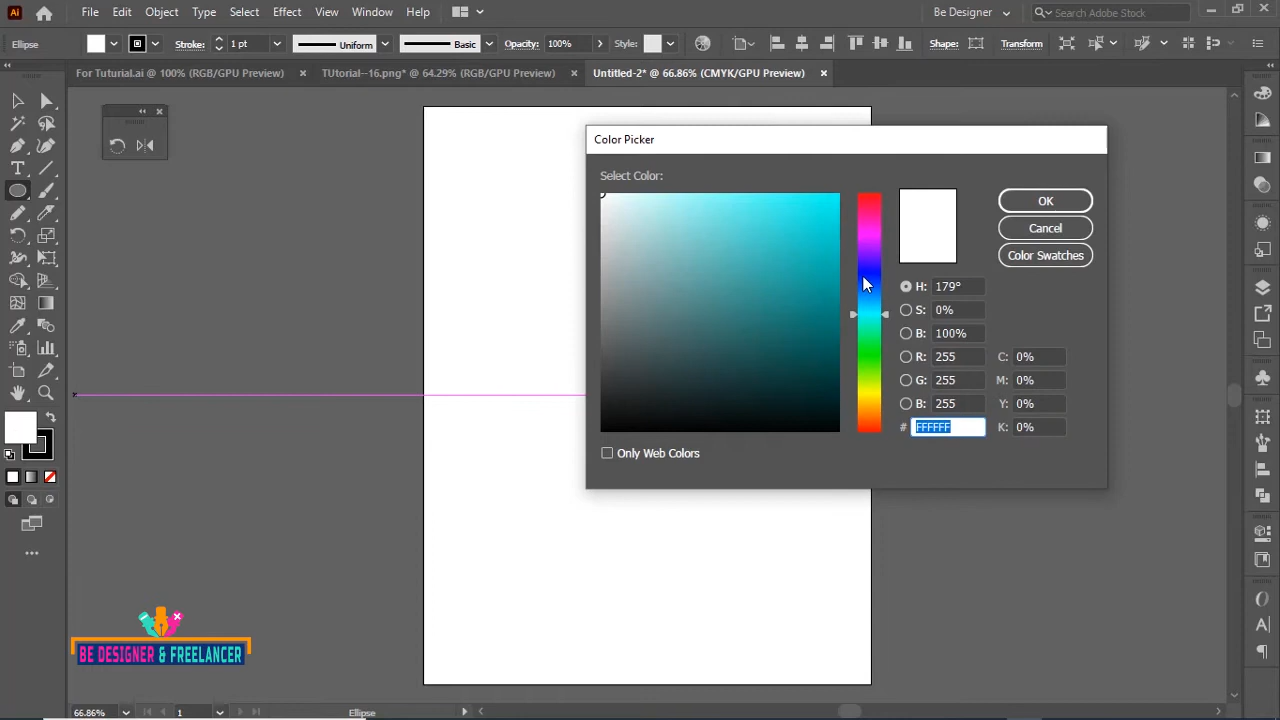 Ai File Edit Object Type Select Effect View Window Help Be Designer Search Adobe Stock
Ellipse Stroke: 1 pt Uniform Basic Opacity: 100% Style: Shape: Transform
For Tuturial.ai @ 100% (RGB/GPU Preview) TUtorial--16.png* @ 64.29% (RGB/GPU Preview) Untitled-2* @ 66.86% (CMYK/GPU Preview)
Color Picker
Select Color:
OK
Cancel
Color Swatches
H: 179°
S: 0%
B: 100%
R: 255 C: 0%
G: 255 M: 0%
B: 255 Y: 0%
# FFFFFF K: 0%
Only Web Colors
BE DESIGNER & FREELANCER
66.86% 1 Ellipse